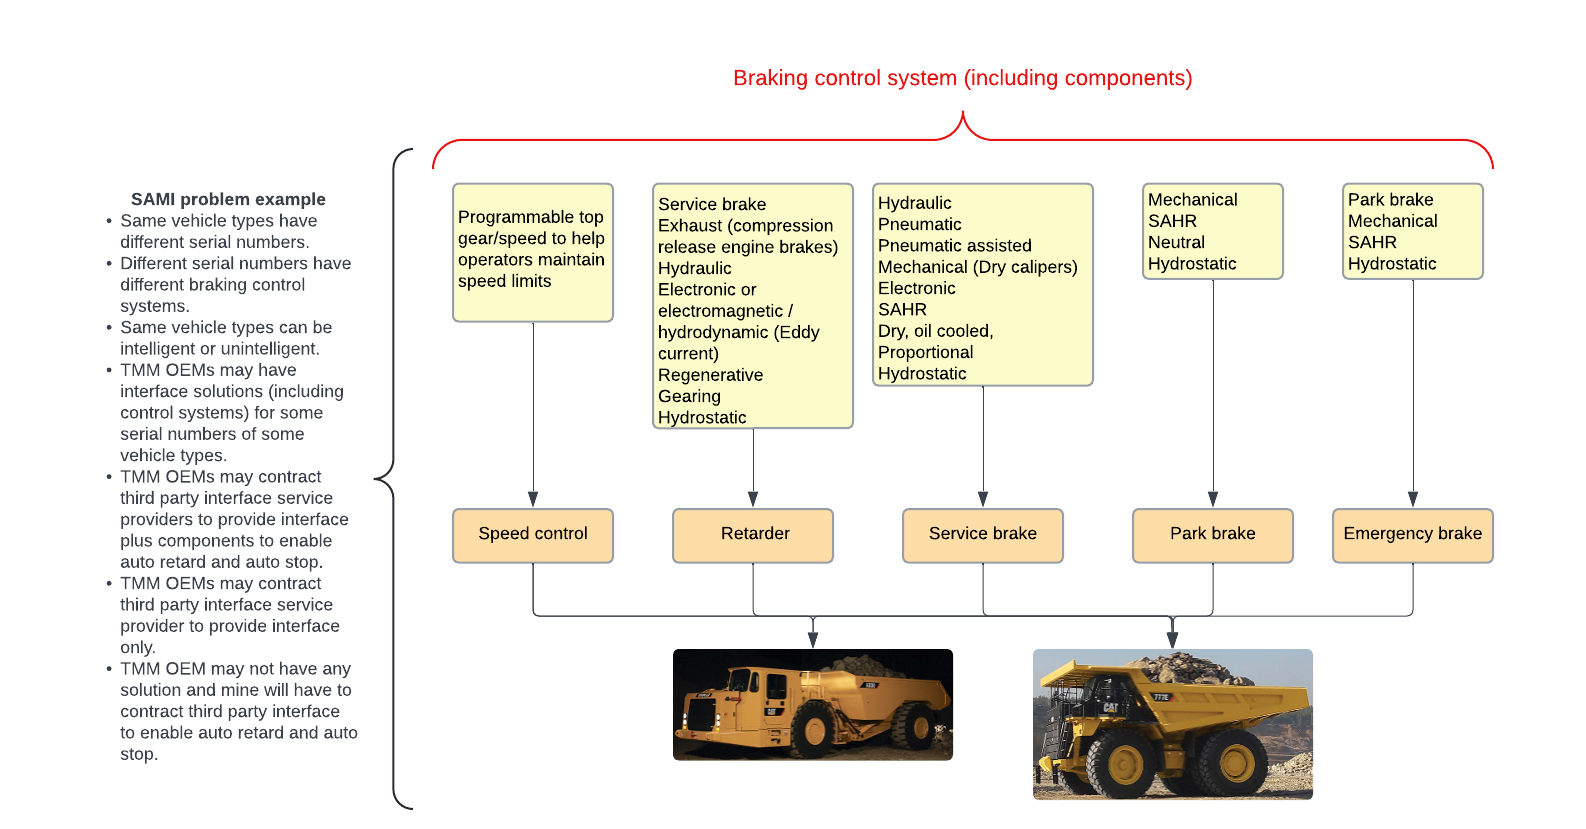 Braking control system (including components)
SAMI problem example
• Same vehicle types have
different serial numbers.
• Different serial numbers have
different braking control
systems.
• Same vehicle types can be
intelligent or unintelligent.
• TMM OEMs may have
interface solutions (including
control systems) for some
serial numbers of some
vehicle types.
• TMM OEMs may contract
third party interface service
providers to provide interface
plus components to enable
auto retard and auto stop.
• TMM OEMs may contract
third party interface service
provider to provide interface
only.
• TMM OEM may not have any
solution and mine will have to
contract third party interface
to enable auto retard and auto
stop.
Programmable top
gear/speed to help
operators maintain
speed limits
Service brake
Exhaust (compression
release engine brakes)
Hydraulic
Electronic or
electromagnetic /
hydrodynamic (Eddy
current)
Regenerative
Gearing
Hydrostatic
Hydraulic
Pneumatic
Pneumatic assisted
Mechanical (Dry calipers)
Electronic
SAHR
Dry, oil cooled,
Proportional
Hydrostatic
Mechanical
SAHR
Neutral
Hydrostatic
Park brake
Mechanical
SAHR
Hydrostatic
Speed control
Retarder
Service brake
Park brake
Emergency brake
CAT
CAT
777E